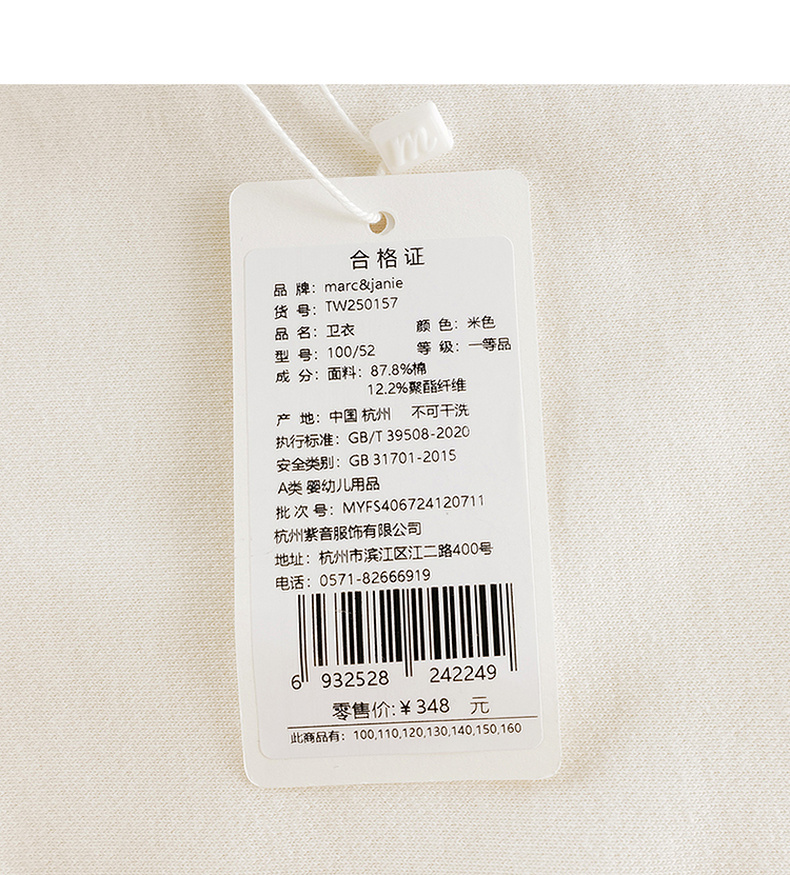 m
合格证
品 牌：marc&janie
货 号：TW250157
品 名：卫衣 颜 色：米色
型 号：100/52 等 级：一等品
成 分：面料：87.8%棉
12.2%聚酯纤维
产 地：中国 杭州 不可干洗
执行标准：GB/T 39508-2020
安全类别：GB 31701-2015
A类 婴幼儿用品
批 次 号：MYFS406724120711
杭州紫音服饰有限公司
地址：杭州市滨江区江二路400号
电话：0571-82666919
6 932528 242249
零售价:￥348 元
此商品有：100,110,120,130,140,150,160